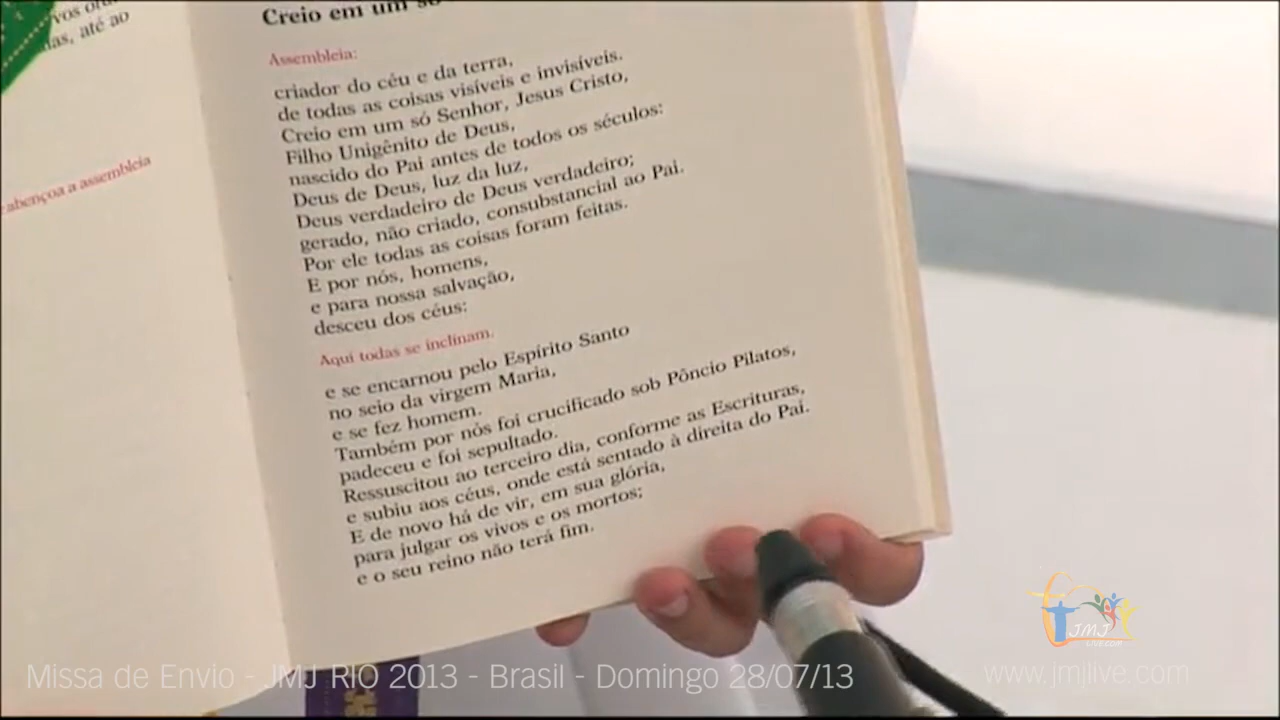 vos
nas, até ao
abençoa a assembleia
Creio em um só
Assembleia:
criador do céu e da terra,
de todas as coisas visíveis e invisíveis.
Creio em um só Senhor, Jesus Cristo,
Filho Unigênito de Deus,
nascido do Pai antes de todos os séculos:
Deus de Deus, luz da luz,
Deus verdadeiro de Deus verdadeiro;
gerado, não criado, consubstancial ao Pai.
Por ele todas as coisas foram feitas.
E por nós, homens,
e para nossa salvação,
desceu dos céus:
Aqui todas se inclinam.
e se encarnou pelo Espírito Santo
no seio da virgem Maria,
e se fez homem.
Também por nós foi crucificado sob Pôncio Pilatos,
padeceu e foi sepultado.
Ressuscitou ao terceiro dia, conforme as Escrituras,
e subiu aos céus, onde está sentado à direita do Pai.
E de novo há de vir, em sua glória,
para julgar os vivos e os mortos;
e o seu reino não terá fim.
JMJ
LIVE.COM
Missa de Envio - JMJ RIO 2013 - Brasil - Domingo 28/07/13
www.jmjlive.com